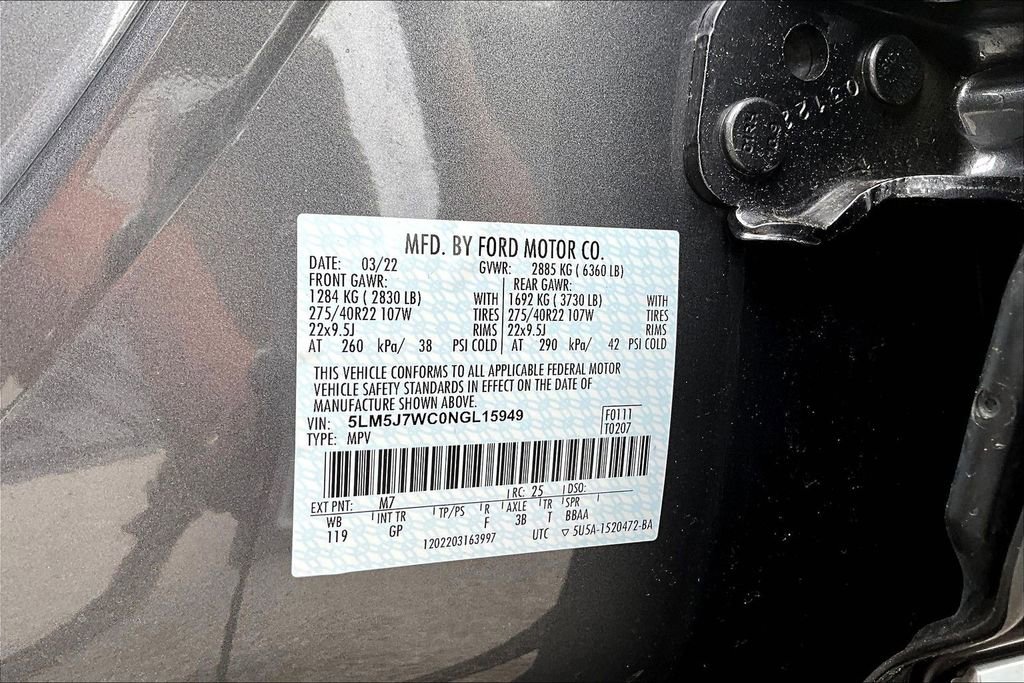 MFD. BY FORD MOTOR CO.
DATE: 03/22 GVWR: 2885 KG ( 6360 LB)
FRONT GAWR: REAR GAWR:
1284 KG ( 2830 LB) WITH 1692 KG ( 3730 LB) WITH
275/40R22 107W TIRES 275/40R22 107W TIRES
22x9.5J RIMS 22x9.5J RIMS
AT 260 kPa/ 38 PSI COLD AT 290 kPa/ 42 PSI COLD
THIS VEHICLE CONFORMS TO ALL APPLICABLE FEDERAL MOTOR
VEHICLE SAFETY STANDARDS IN EFFECT ON THE DATE OF
MANUFACTURE SHOWN ABOVE.
VIN: 5LM5J7WC0NGL15949 F0111
TYPE: MPV T0207
EXT PNT: M7 RC: 25 DSO:
WB INT TR TP/PS R AXLE TR SPR
119 GP F 3B T BBAA
1202203163997 UTC ▽ 5U5A-1520472-BA
03122